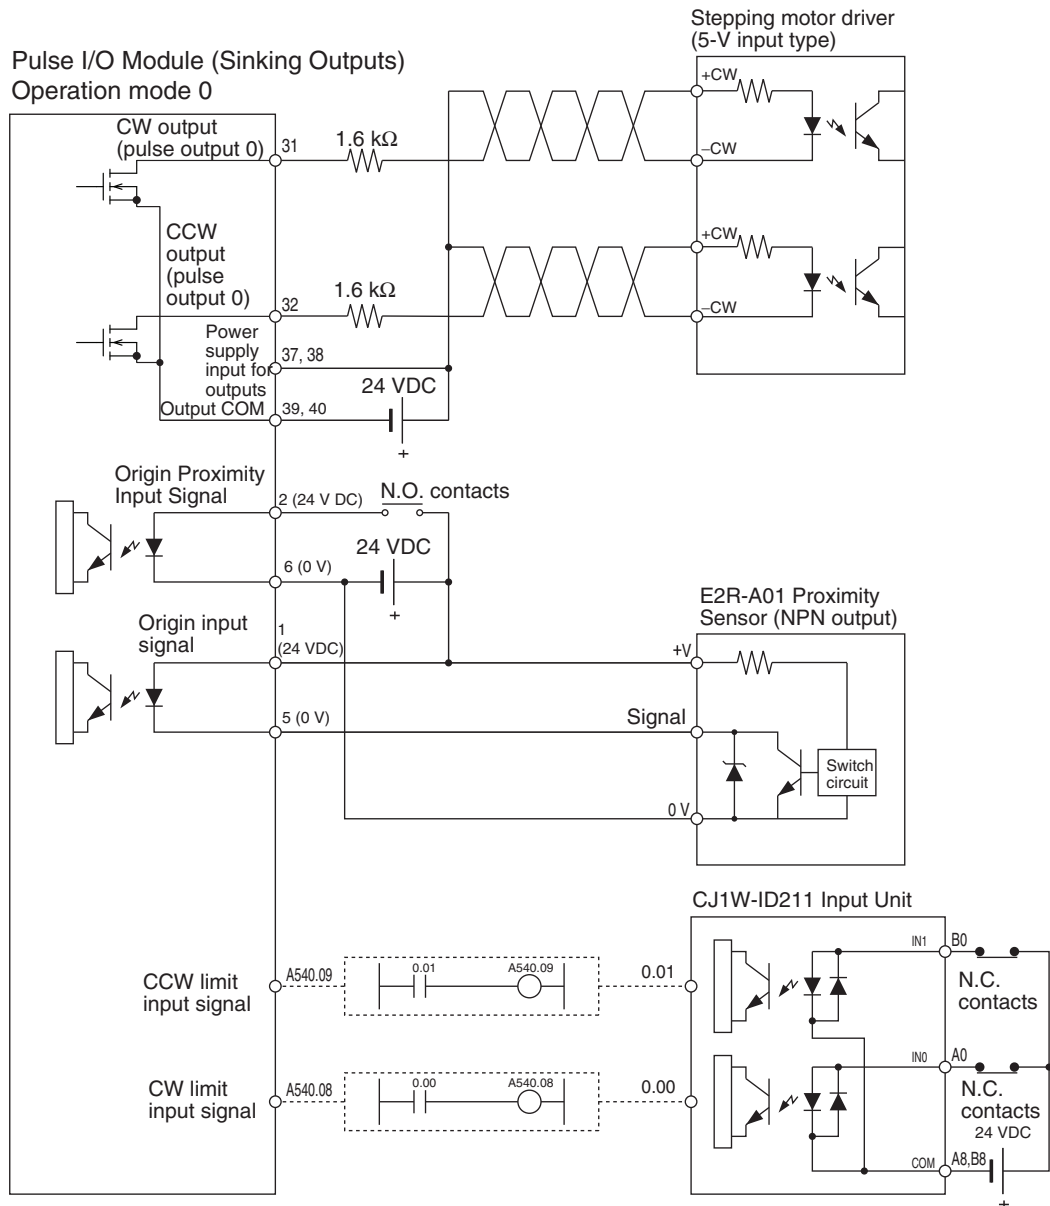 Stepping motor driver
(5-V input type)
Pulse I/O Module (Sinking Outputs)
Operation mode 0
CW output
(pulse output 0)
31
1.6 kΩ
+CW
–CW
CCW
output
(pulse
output 0)
32
1.6 kΩ
+CW
–CW
Power
supply
input for
outputs
37, 38
24 VDC
Output COM
39, 40
+
Origin Proximity
Input Signal
2 (24 V DC)
N.O. contacts
24 VDC
6 (0 V)
+
E2R-A01 Proximity
Sensor (NPN output)
Origin input
signal
1
(24 VDC)
+V
5 (0 V)
Signal
Switch
circuit
0 V
CJ1W-ID211 Input Unit
CCW limit
input signal
A540.09
0.01
A540.09
0.01
IN1
B0
N.C.
contacts
CW limit
input signal
A540.08
0.00
A540.08
0.00
IN0
A0
N.C.
contacts
24 VDC
COM
A8,B8
+